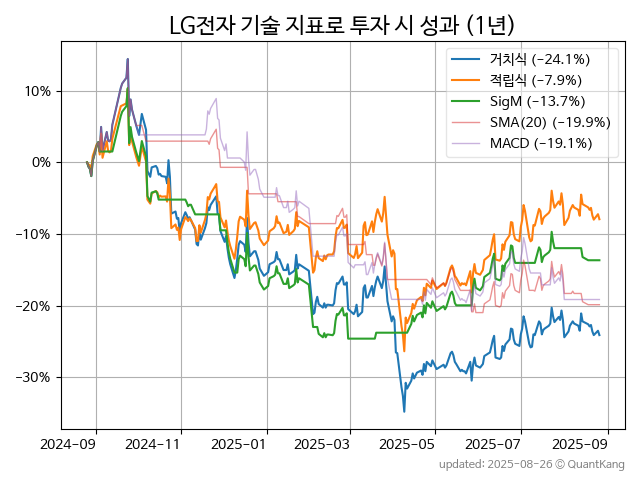 LG전자 기술 지표로 투자 시 성과 (1년)
거치식 (−24.1%)
적립식 (−7.9%)
SigM (−13.7%)
SMA(20) (−19.9%)
MACD (−19.1%)
10%
0%
−10%
−20%
−30%
2024-09 2024-11 2025-01 2025-03 2025-05 2025-07 2025-09
updated: 2025-08-26 © QuantKang